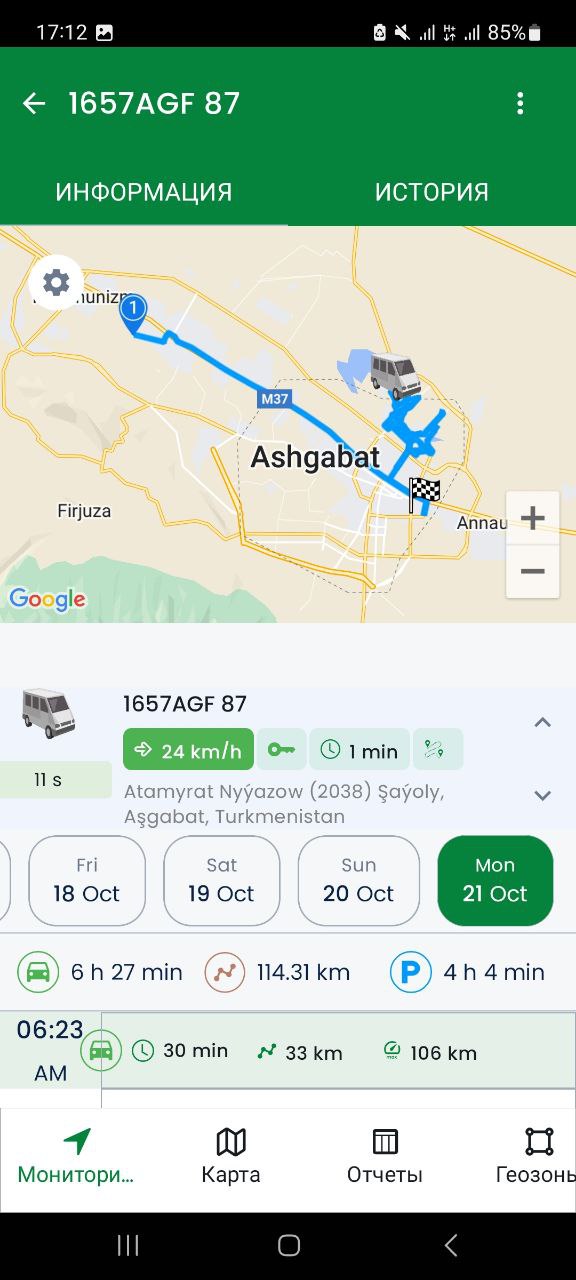 17:12
85%
1657AGF 87
ИНФОРМАЦИЯ
ИСТОРИЯ
1
M37
Ashgabat
Firjuza
Annau
+
−
Google
1657AGF 87
24 km/h
1 min
11 s
Atamyrat Nyýazow (2038) Şaýoly,
Aşgabat, Turkmenistan
Fri
18 Oct
Sat
19 Oct
Sun
20 Oct
Mon
21 Oct
6 h 27 min
114.31 km
P
4 h 4 min
06:23
AM
30 min
33 km
106 km
Монитори...
Карта
Отчеты
Геозоны